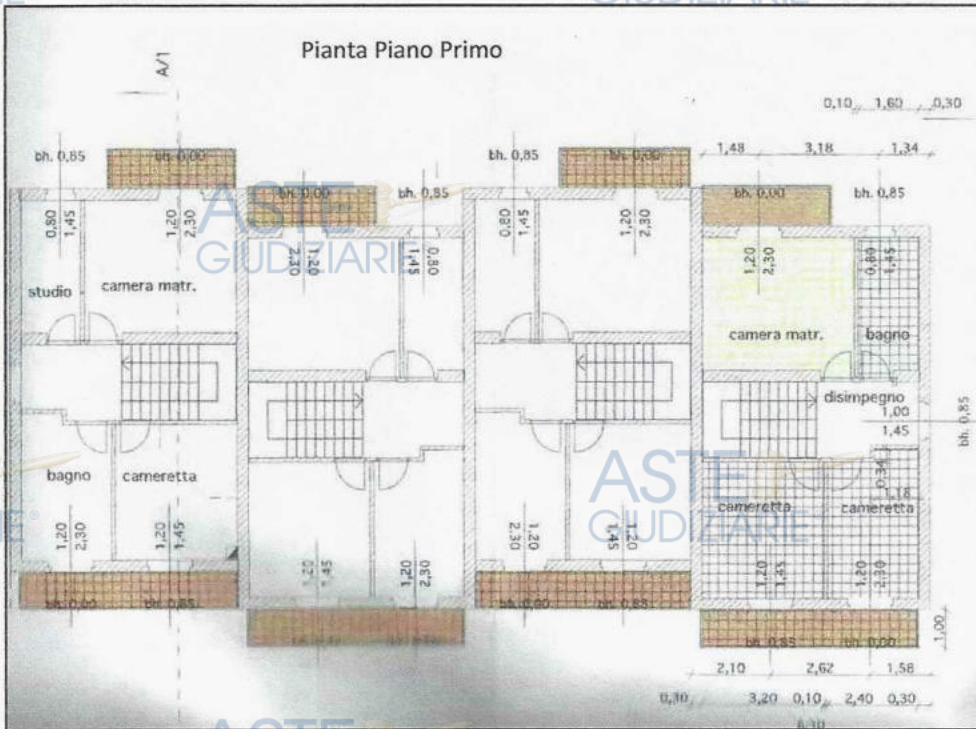 GIUDIZIARIE
Pianta Piano Primo
A/1
0,10 1,60 0,30
bh. 0,85
bh. 0,00
bh. 0,85
bh. 0,00
1,48 3,18 1,34
bh. 0,00
bh. 0,85
bh. 0,00
bh. 0,85
ASTE
GIUDIZIARIE
0,80
1,45
1,20
2,30
1,20
2,30
0,80
1,45
0,80
1,45
1,20
2,30
1,20
2,30
0,80
1,45
studio
camera matr.
camera matr.
bagno
disimpegno
1,00
1,45
bh. 0,85
bagno
cameretta
ASTE
GIUDIZIARIE®
0,34
1,18
cameretta
cameretta
1,20
2,30
1,20
1,45
1,20
1,45
1,20
2,30
1,20
2,30
1,20
1,45
1,20
1,45
1,20
2,30
bh. 0,00
bh. 0,85
bh. 0,00
bh. 0,85
bh. 0,85
bh. 0,00
1,00
2,10 2,62 1,58
0,30 3,20 0,10 2,40 0,30
ASTE